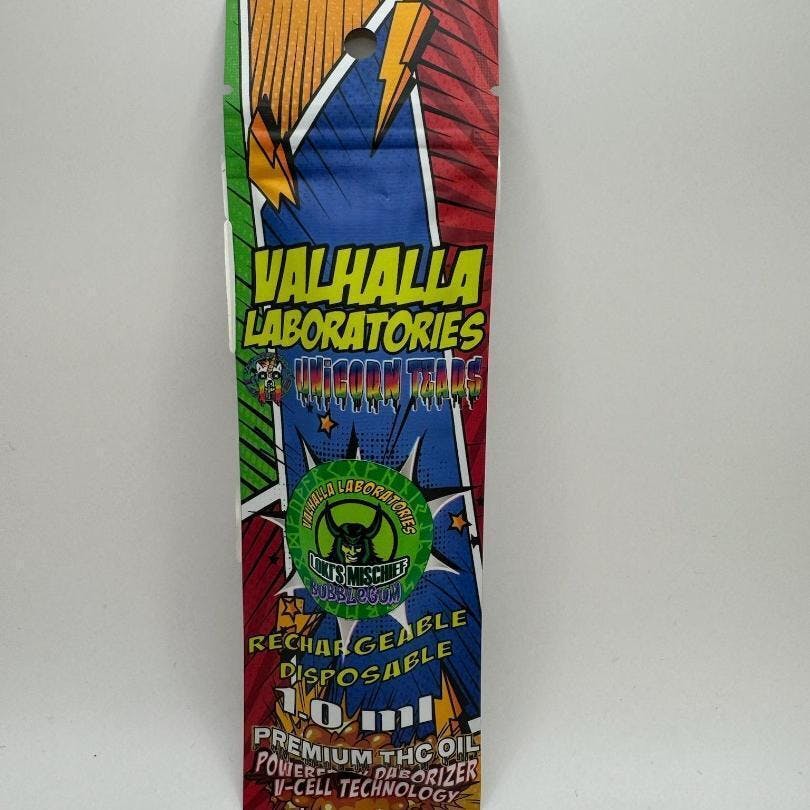 VALHALLA
LABORATORIES
UNICORN TEARS
VALHALLA LABORATORIES
LOKI'S MISCHIEF
BUBBLEGUM
RECHARGEABLE
DISPOSABLE
1.0 ml
PREMIUM THC OIL
DABORIZER
V-CELL TECHNOLOGY